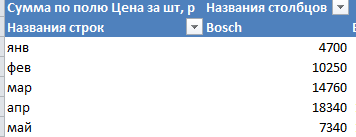 Сумма по полю Цена за шт, р Названия столбцов
Названия строк Bosch
янв 4700
фев 10250
мар 14760
апр 18340
май 7340